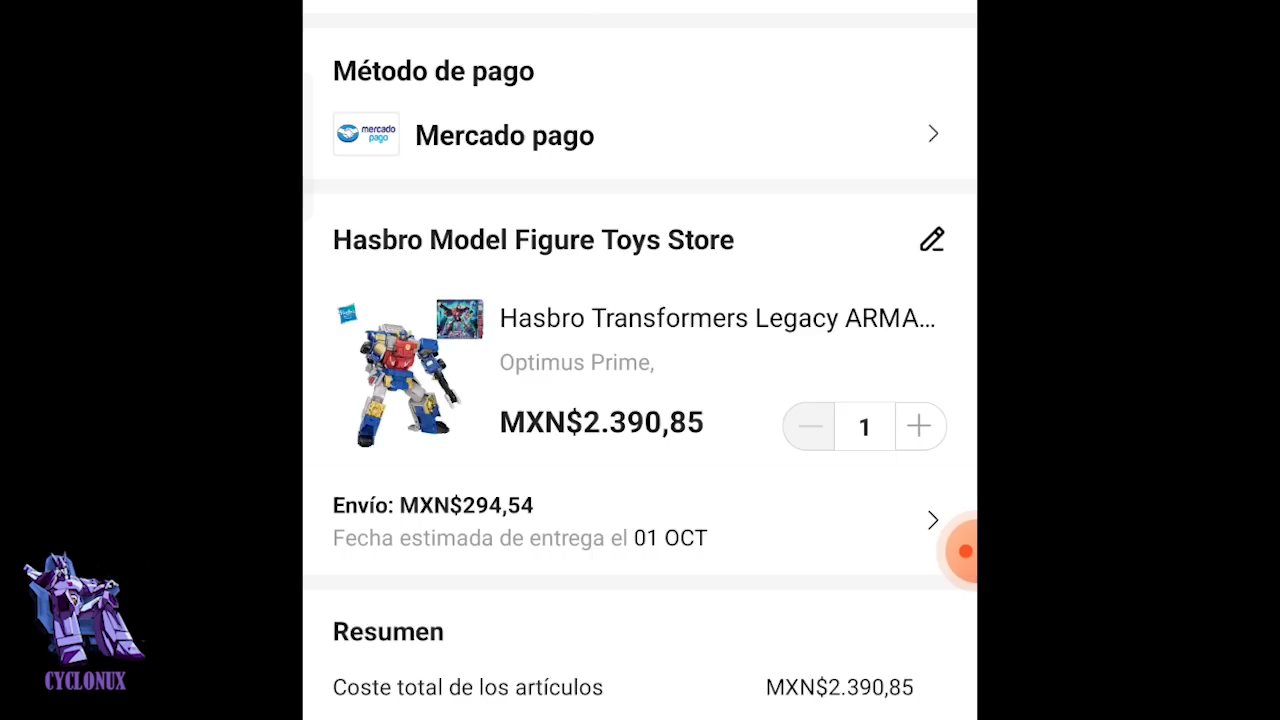 Método de pago
mercado
pago
Mercado pago
Hasbro Model Figure Toys Store
Hasbro Transformers Legacy ARMA...
Optimus Prime,
MXN$2.390,85
1
Envío: MXN$294,54
Fecha estimada de entrega el 01 OCT
Resumen
Coste total de los artículos MXN$2.390,85
CYCLONUX